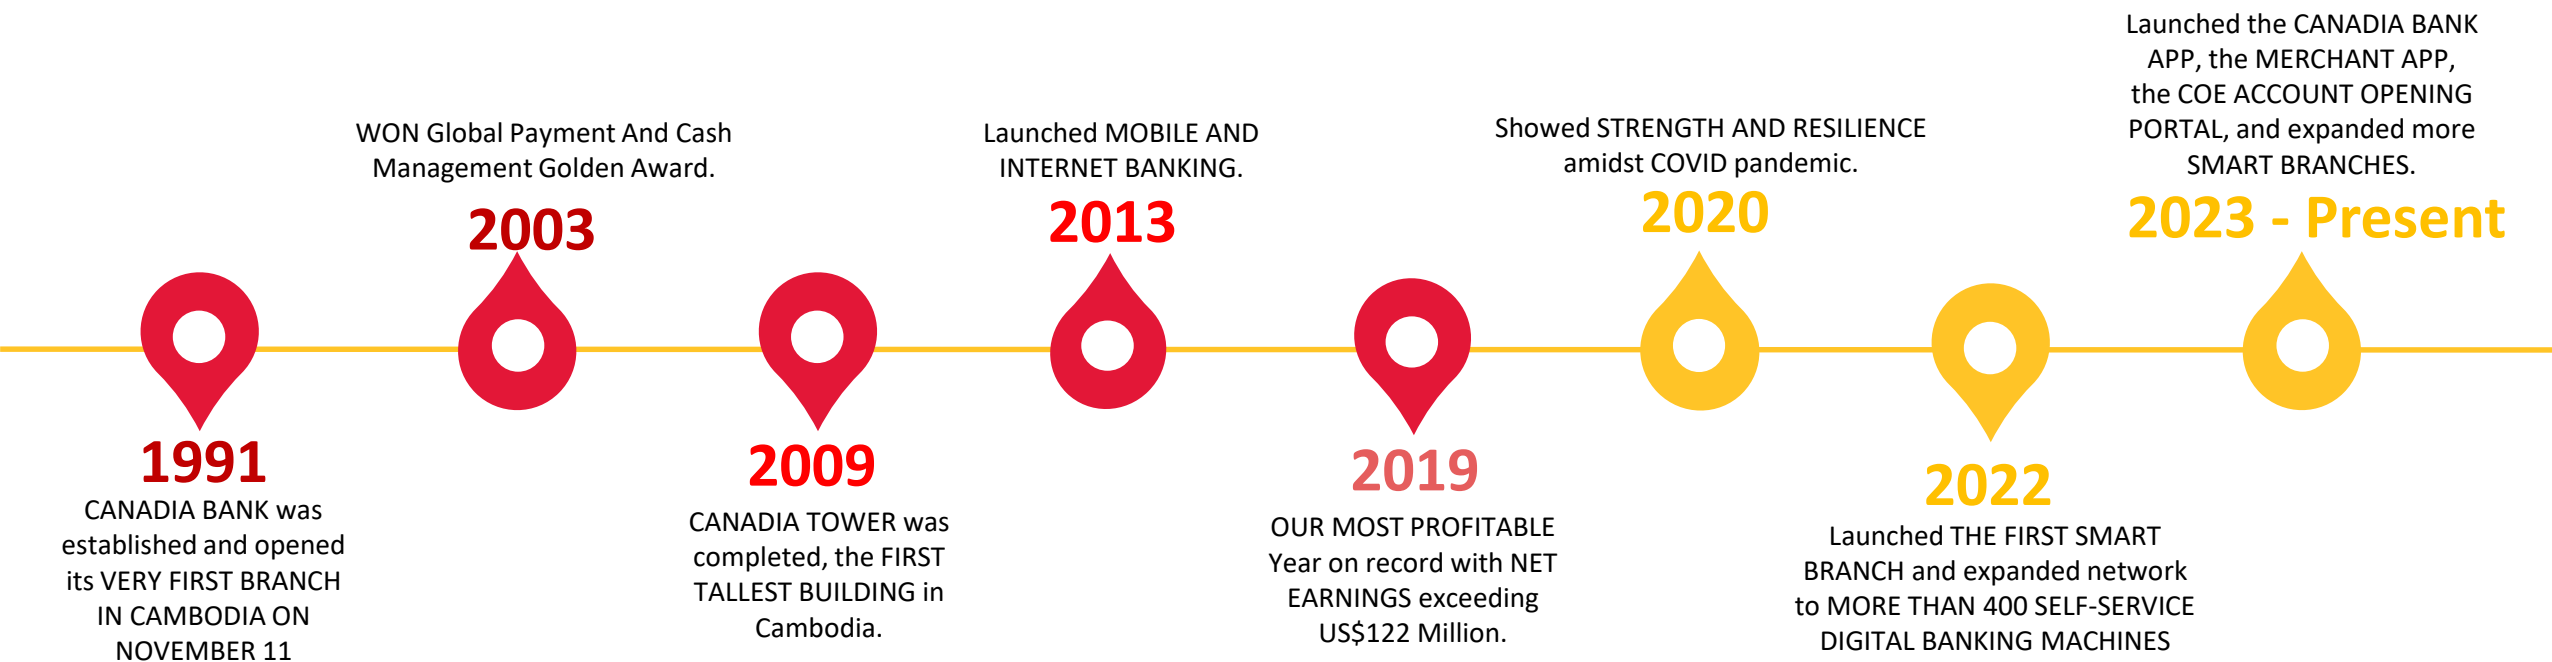 1991
CANADIA BANK was
established and opened
its VERY FIRST BRANCH
IN CAMBODIA ON
NOVEMBER 11
WON Global Payment And Cash
Management Golden Award.
2003
2009
CANADIA TOWER was
completed, the FIRST
TALLEST BUILDING in
Cambodia.
Launched MOBILE AND
INTERNET BANKING.
2013
2019
OUR MOST PROFITABLE
Year on record with NET
EARNINGS exceeding
US$122 Million.
Showed STRENGTH AND RESILIENCE
amidst COVID pandemic.
2020
2022
Launched THE FIRST SMART
BRANCH and expanded network
to MORE THAN 400 SELF-SERVICE
DIGITAL BANKING MACHINES
Launched the CANADIA BANK
APP, the MERCHANT APP,
the COE ACCOUNT OPENING
PORTAL, and expanded more
SMART BRANCHES.
2023 - Present